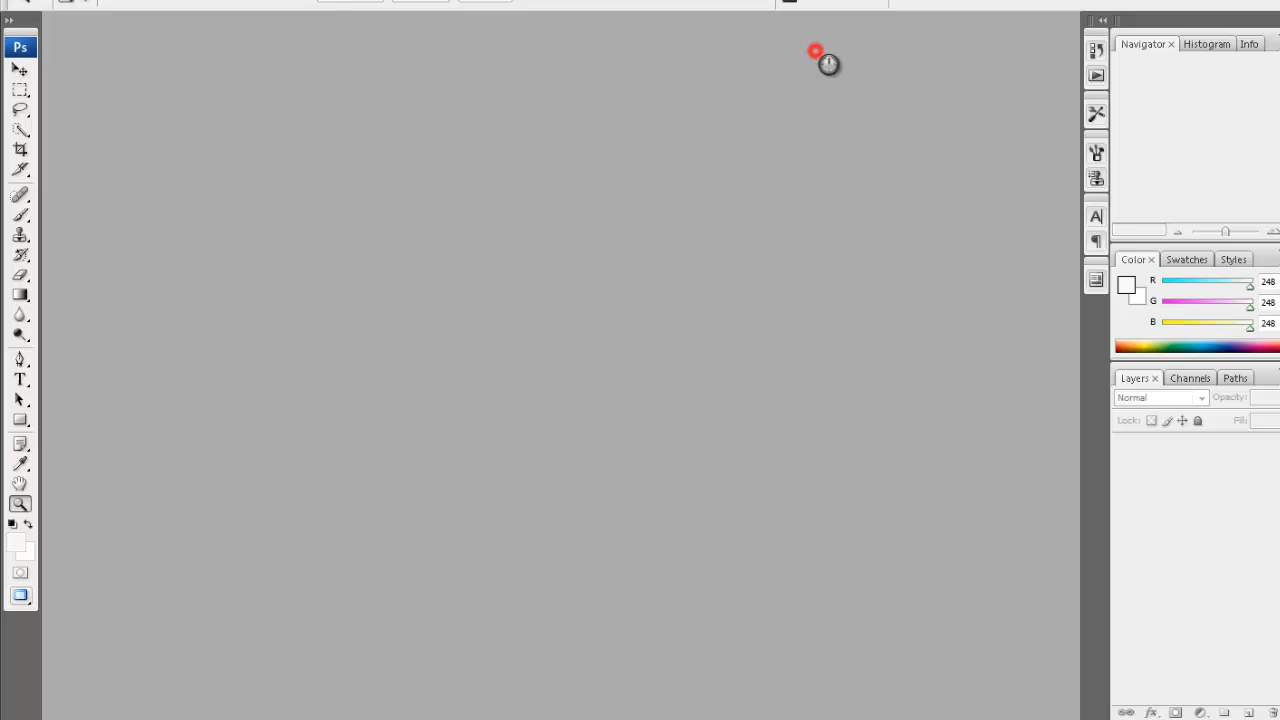 Ps
Navigator × Histogram Info
Color × Swatches Styles
R 248
G 248
B 248
Layers × Channels Paths
Normal Opacity:
Lock: Fill:
A
T